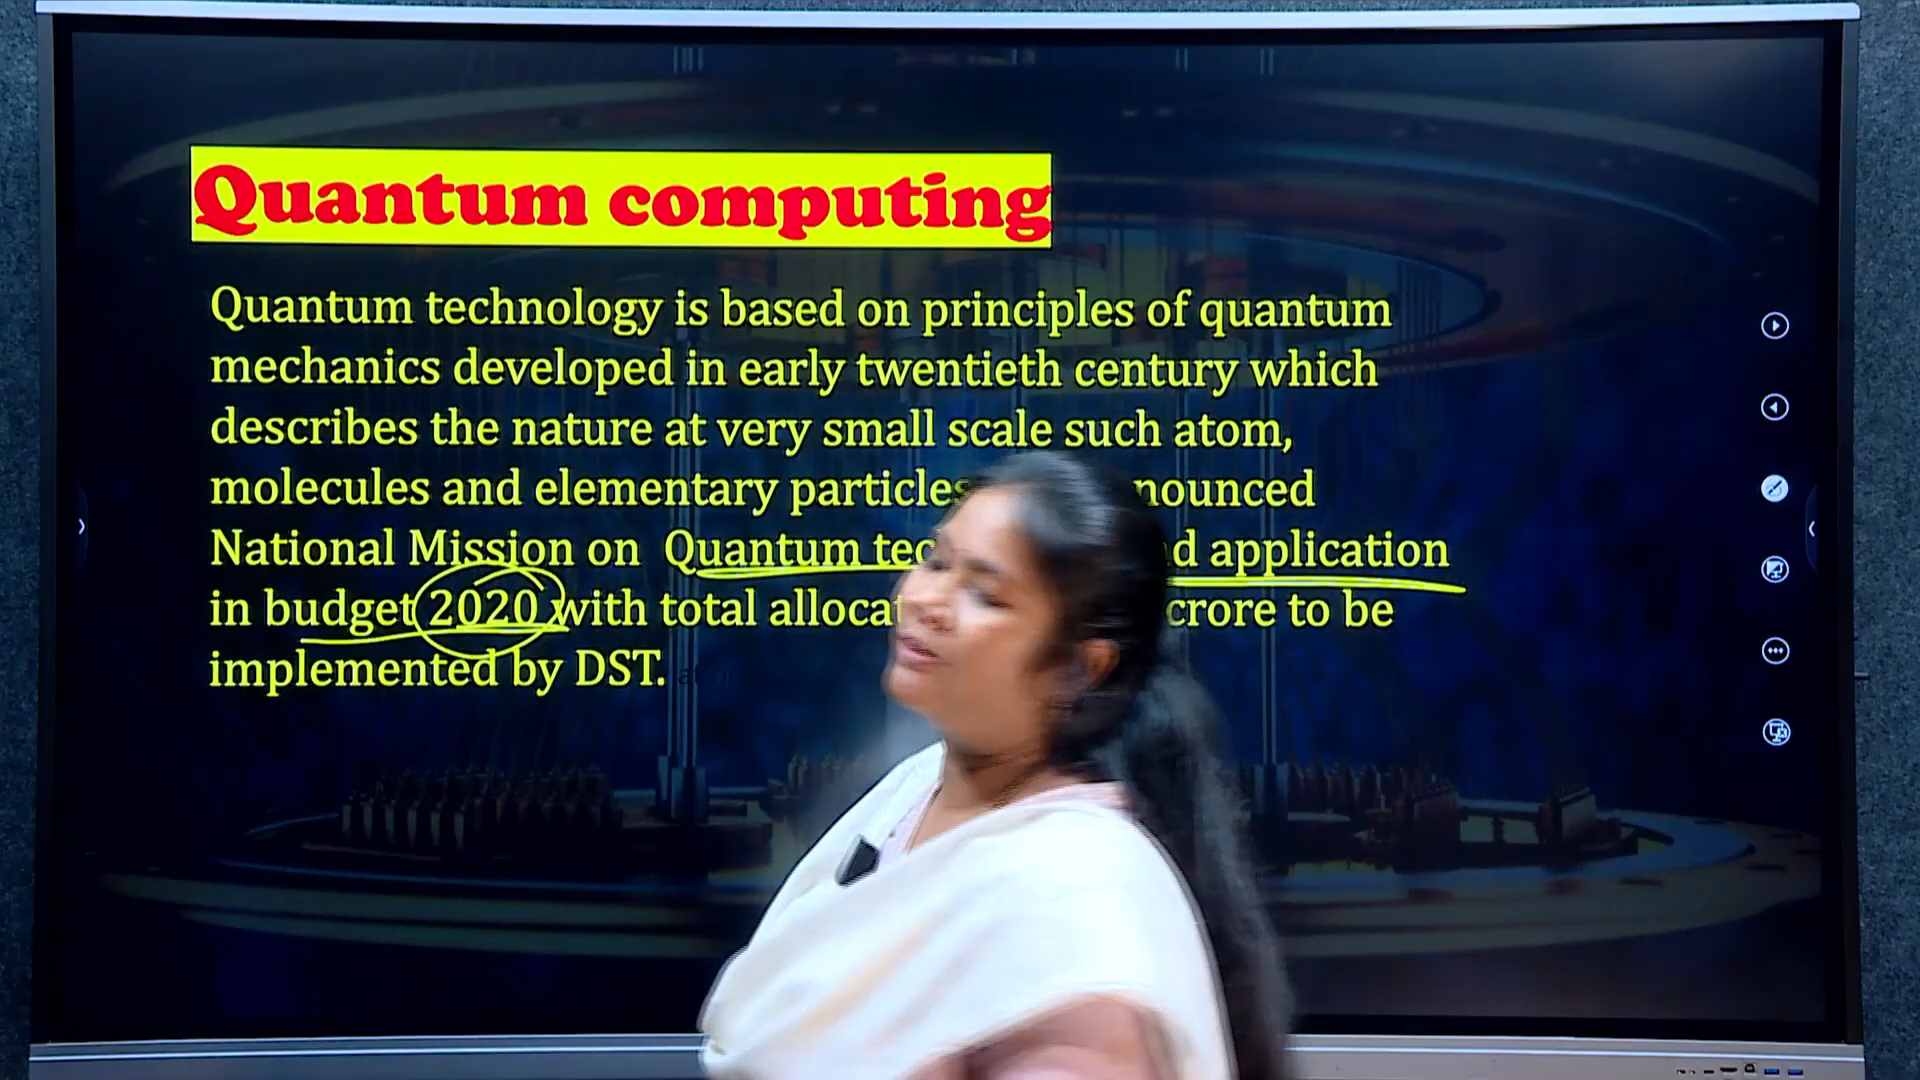 Quantum computing
Quantum technology is based on principles of quantum
mechanics developed in early twentieth century which
describes the nature at very small scale such atom,
molecules and elementary particles
National Mission on Quantum application
in budget 2020 with total crore to be
implemented by DST.